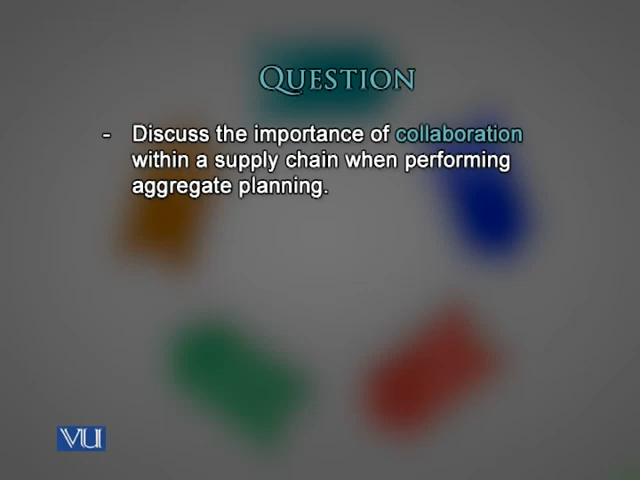 QUESTION
- Discuss the importance of collaboration
within a supply chain when performing
aggregate planning.
VU